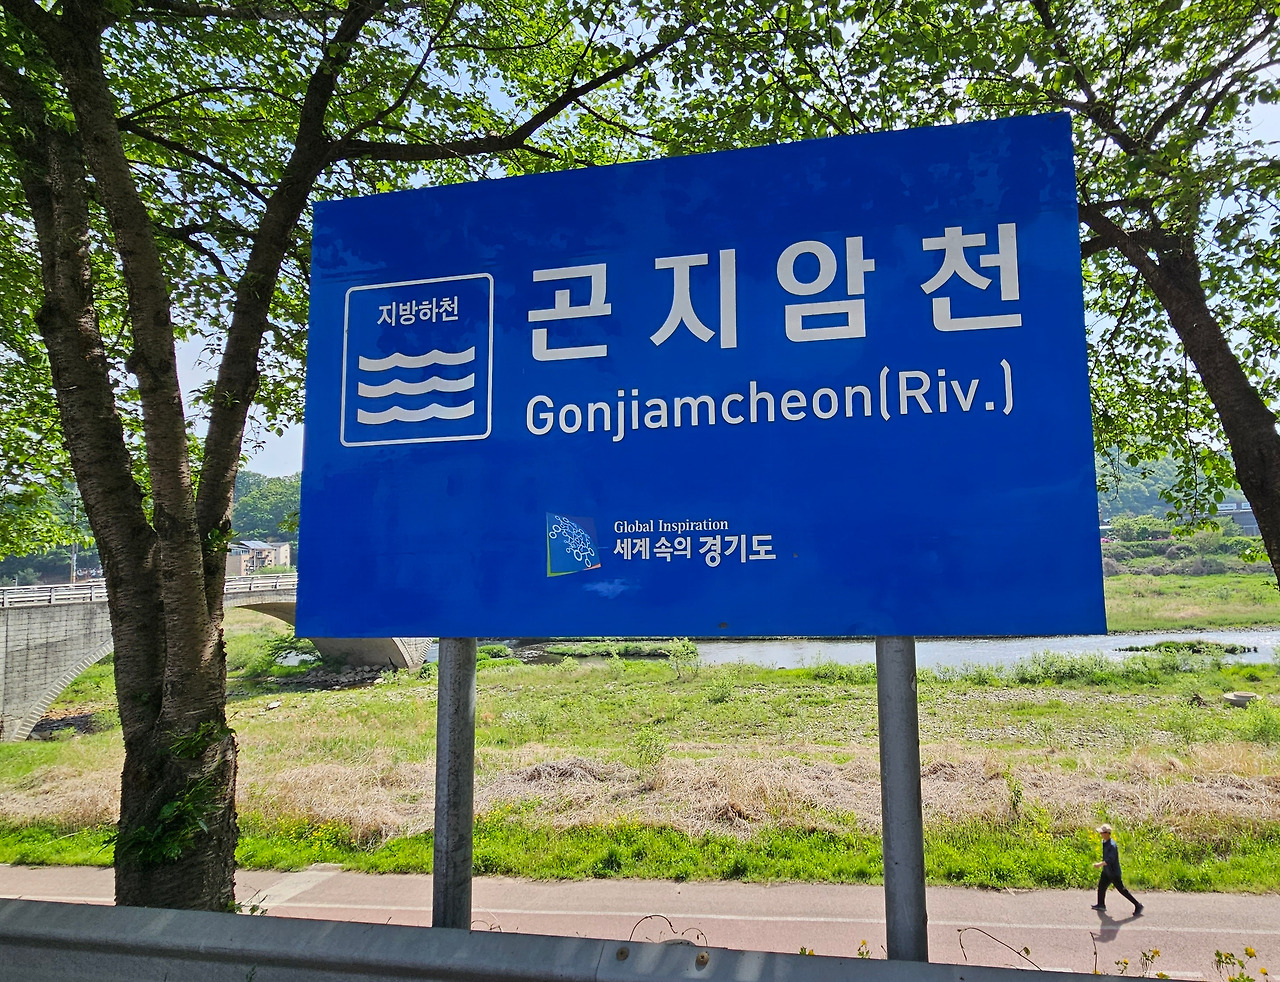 지방하천
곤지암천
Gonjiamcheon(Riv.)
Global Inspiration
세계속의 경기도